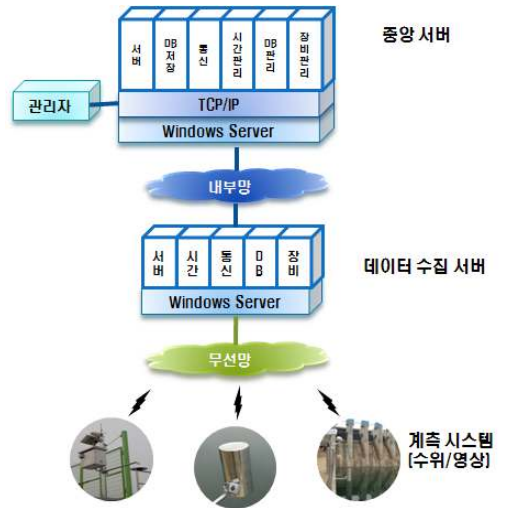 중앙 서버
서버
DB저장
통신
시간관리
DB관리
장비관리
관리자
TCP/IP
Windows Server
내부망
서버
시간
통신
DB
장비
데이터 수집 서버
Windows Server
무선망
계측 시스템
(수위/영상)